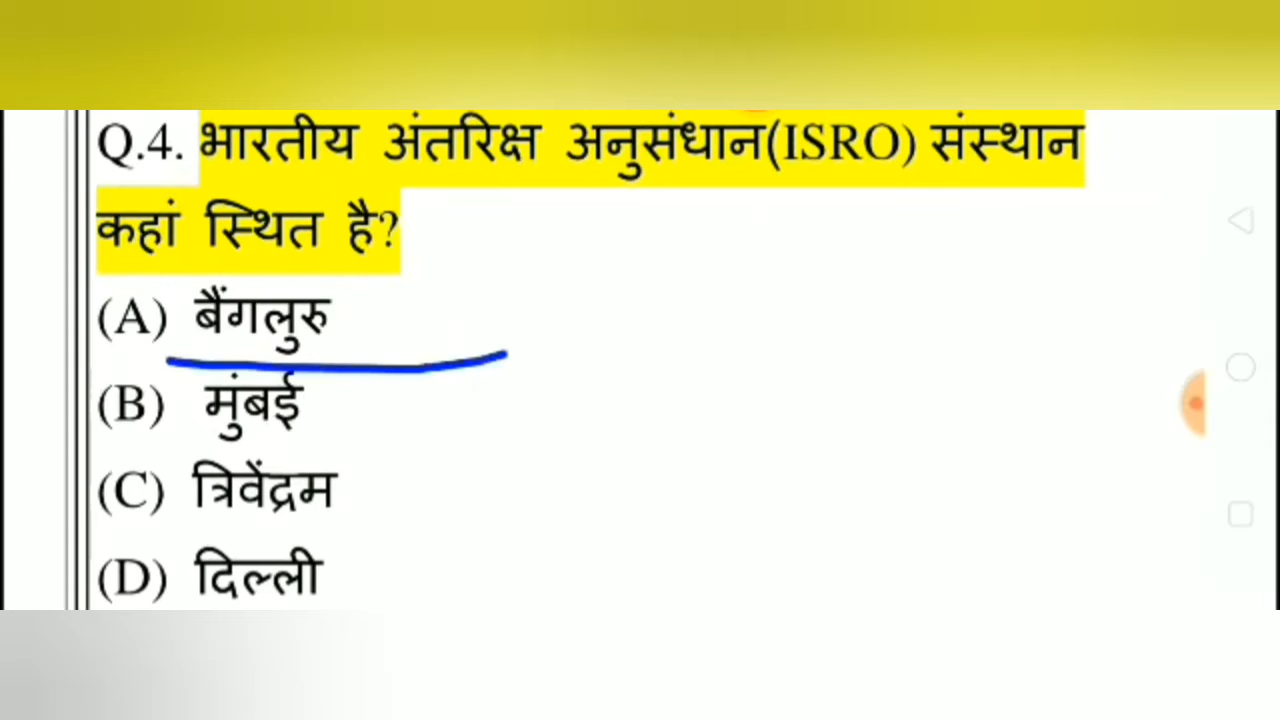 Q.4. भारतीय अंतरिक्ष अनुसंधान(ISRO) संस्थान
कहां स्थित है?
(A) बैंगलुरु
(B) मुंबई
(C) त्रिवेंद्रम
(D) दिल्ली